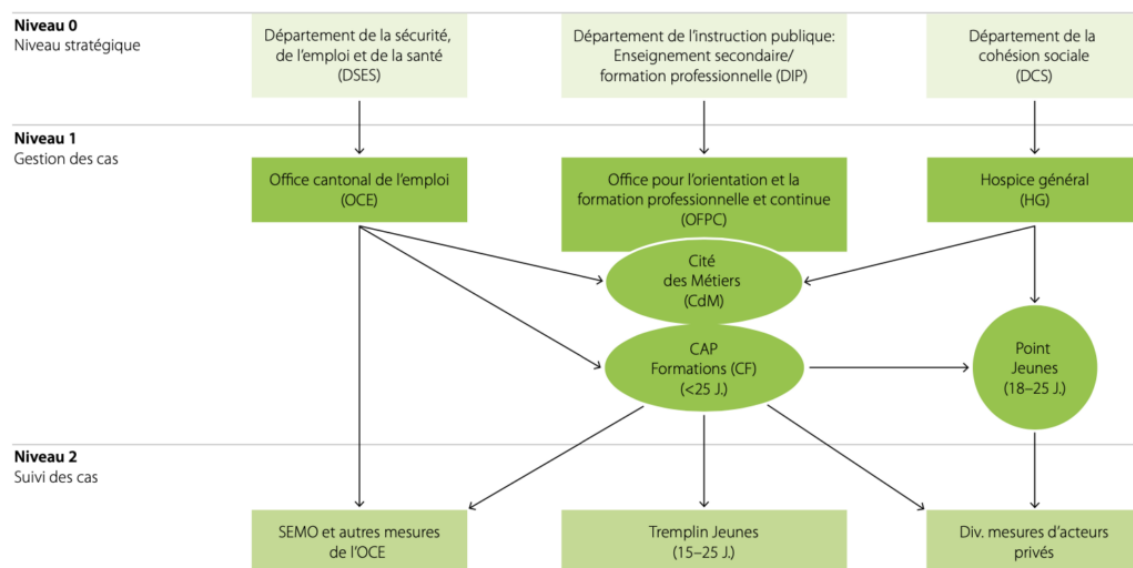 Niveau 0
Niveau stratégique
Département de la sécurité,
de l'emploi et de la santé
(DSES)
Département de l'instruction publique:
Enseignement secondaire/
formation professionnelle (DIP)
Département de la
cohésion sociale
(DCS)
Niveau 1
Gestion des cas
Office cantonal de l'emploi
(OCE)
Office pour l'orientation et la
formation professionnelle et continue
(OFPC)
Hospice général
(HG)
Cité
des Métiers
(CdM)
CAP
Formations (CF)
(<25 J.)
Point
Jeunes
(18–25 J.)
Niveau 2
Suivi des cas
SEMO et autres mesures
de l'OCE
Tremplin Jeunes
(15–25 J.)
Div. mesures d'acteurs
privés